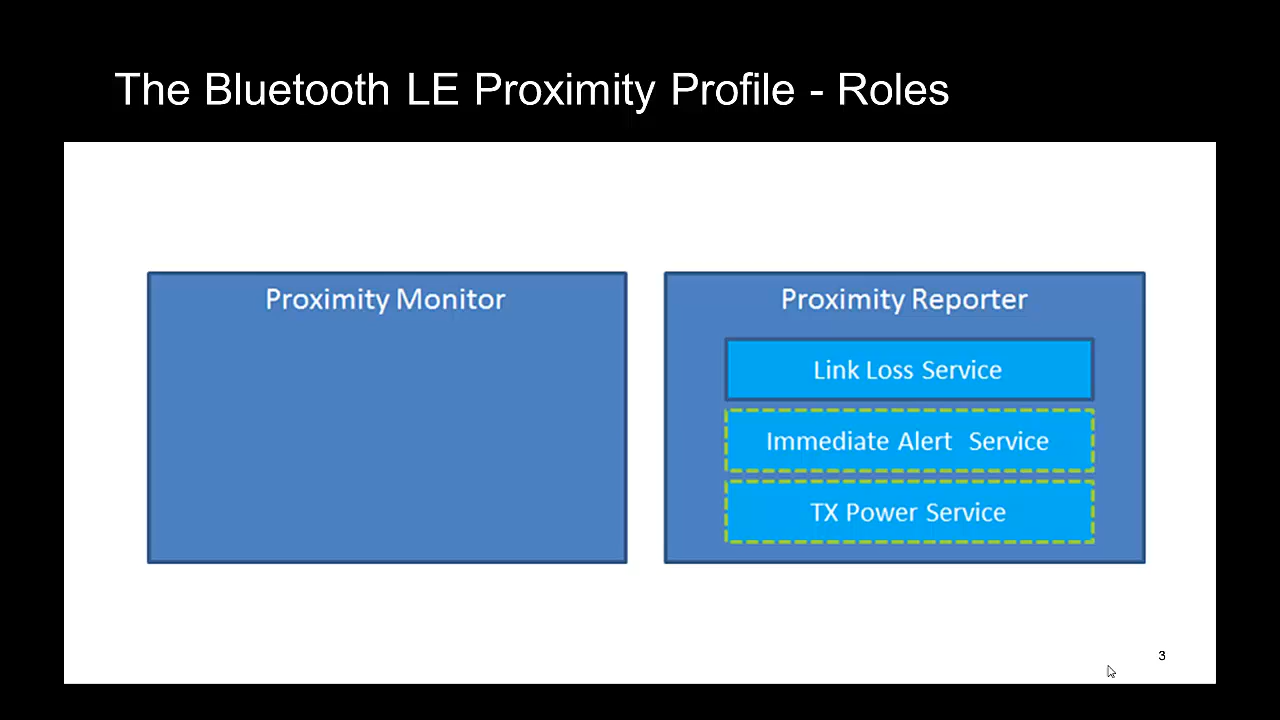 The Bluetooth LE Proximity Profile - Roles
Proximity Monitor
Proximity Reporter
Link Loss Service
Immediate Alert Service
TX Power Service
3